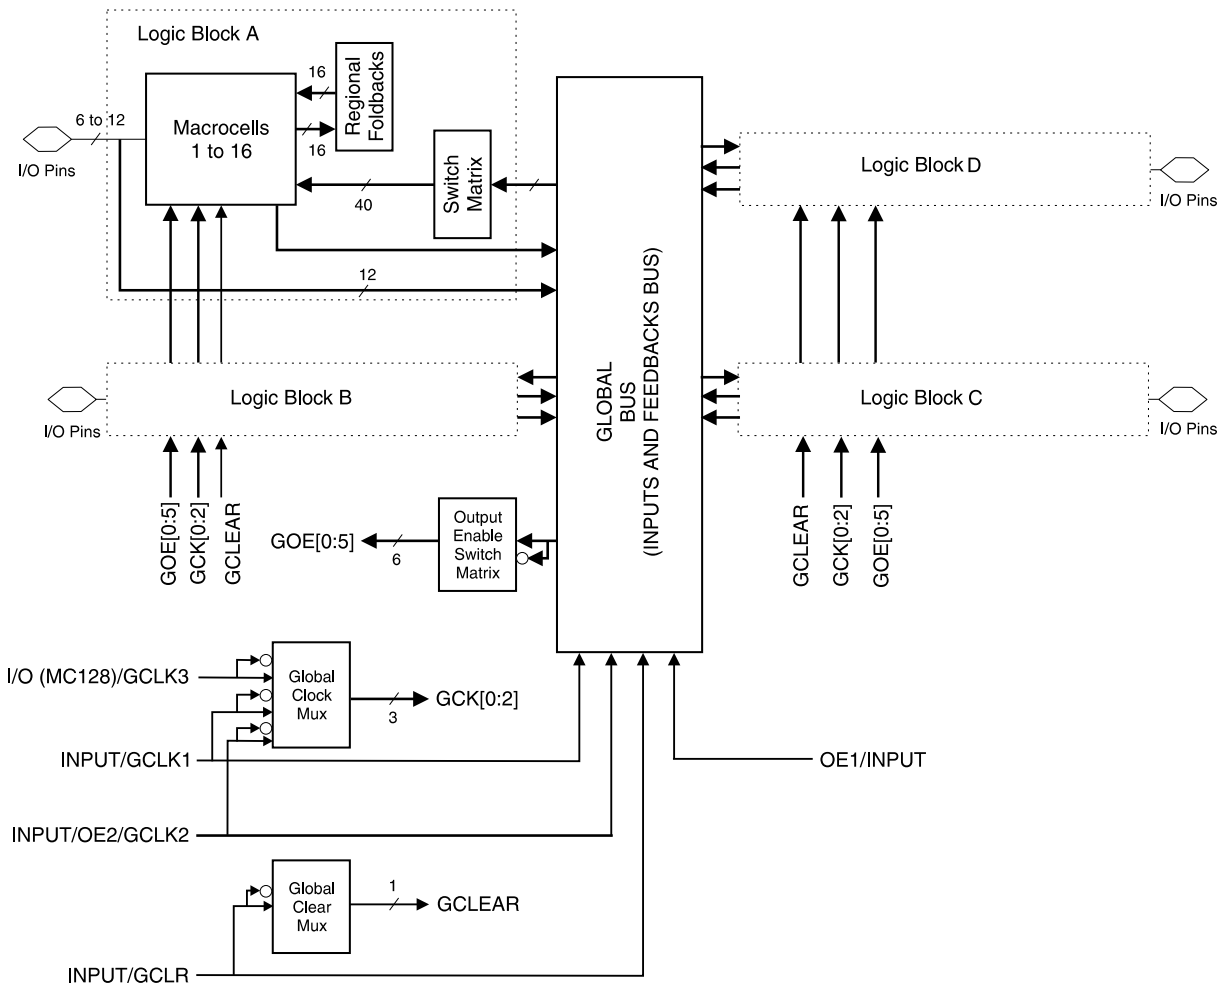 Logic Block A
16
Regional
Foldbacks
6 to 12
Macrocells
1 to 16
16
I/O Pins
40
Switch
Matrix
12
Logic Block D
I/O Pins
GLOBAL
BUS
(INPUTS AND FEEDBACKS BUS)
Logic Block B
I/O Pins
Logic Block C
I/O Pins
GOE[0:5]
GCK[0:2]
GCLEAR
GOE[0:5]
6
Output
Enable
Switch
Matrix
GCLEAR
GCK[0:2]
GOE[0:5]
I/O (MC128)/GCLK3
Global
Clock
Mux
3
GCK[0:2]
INPUT/GCLK1
OE1/INPUT
INPUT/OE2/GCLK2
Global
Clear
Mux
1
GCLEAR
INPUT/GCLR